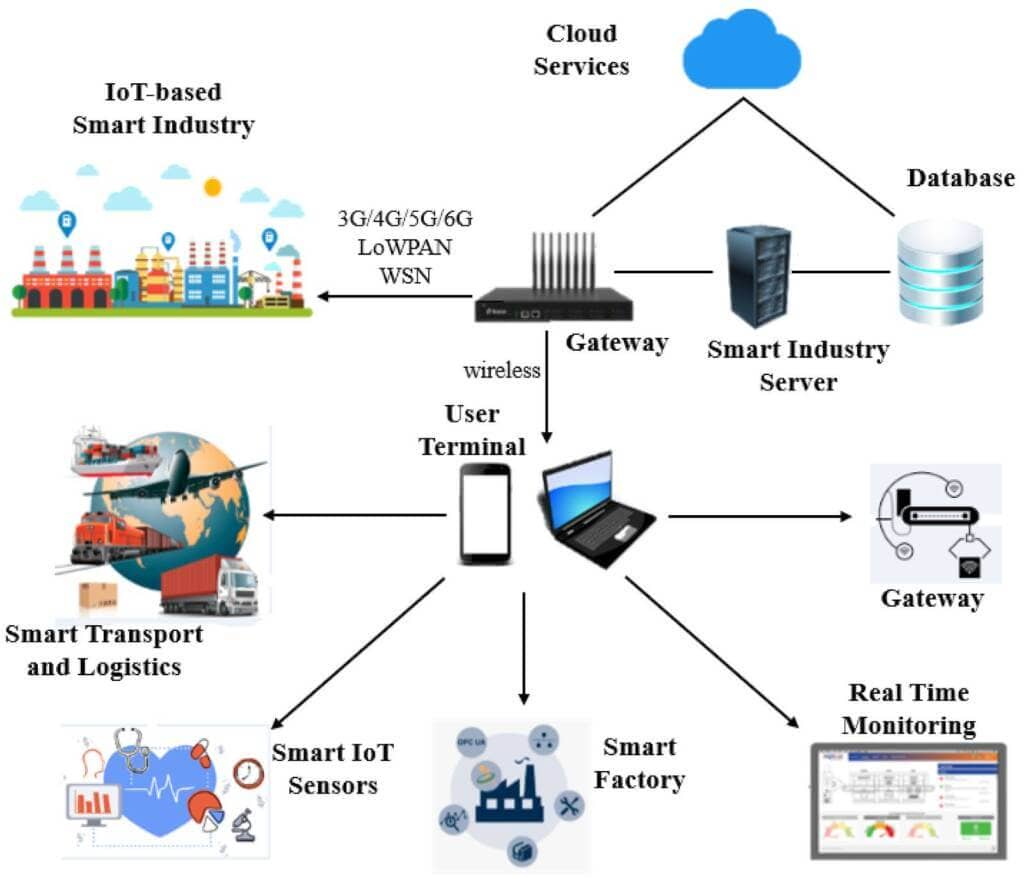 Cloud
Services
IoT-based
Smart Industry
Database
3G/4G/5G/6G
LoWPAN
WSN
Gateway
Smart Industry
Server
wireless
User
Terminal
Gateway
Smart Transport
and Logistics
Real Time
Monitoring
Smart IoT
Sensors
OPC UA
Smart
Factory